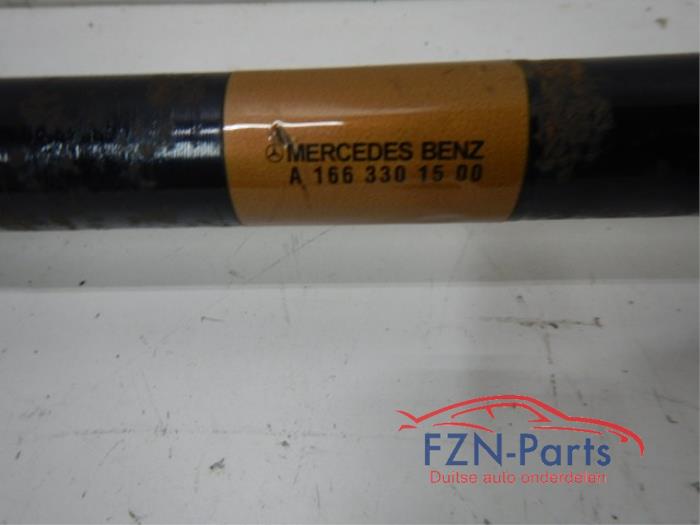 MERCEDES BENZ
A 166 330 15 00
FZN-Parts
Duitse auto onderdelen